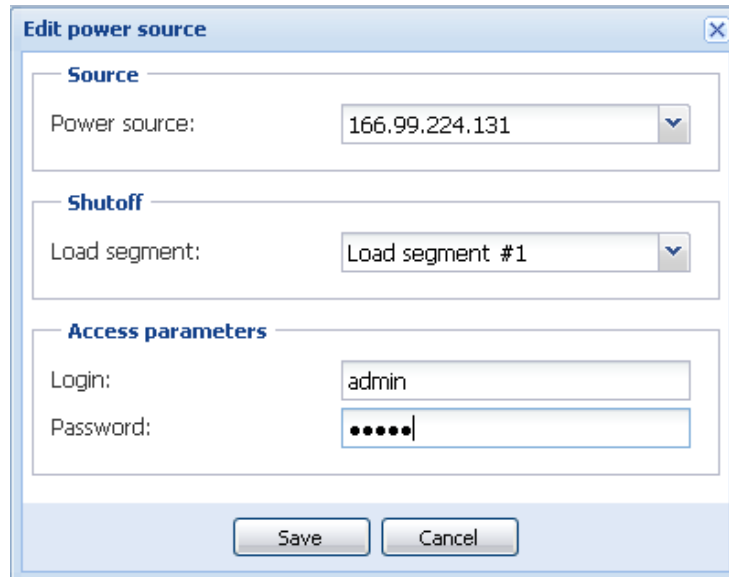 Edit power source
Source
Power source: 166.99.224.131
Shutoff
Load segment: Load segment #1
Access parameters
Login: admin
Password: •••••
Save Cancel